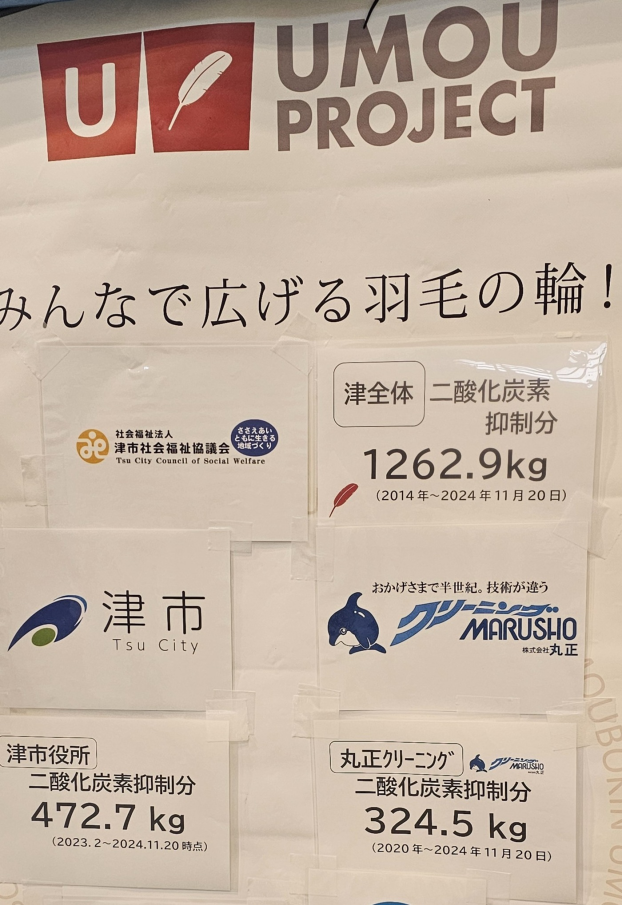 U
UMOU
PROJECT
みんなで広げる羽毛の輪!
社会福祉法人
津市社会福祉協議会
Tsu City Council of Social Welfare
ささえあい
ともに生きる
地域づくり
津全体 二酸化炭素
抑制分
1262.9kg
(2014年~2024年11月20日)
津市
Tsu City
おかげさまで半世紀。技術が違う
クリーニング
MARUSHO
株式会社丸正
津市役所
二酸化炭素抑制分
472.7 kg
(2023.2~2024.11.20時点)
丸正クリーニング クリーニング MARUSHO
二酸化炭素抑制分
324.5 kg
(2020年~2024年11月20日)